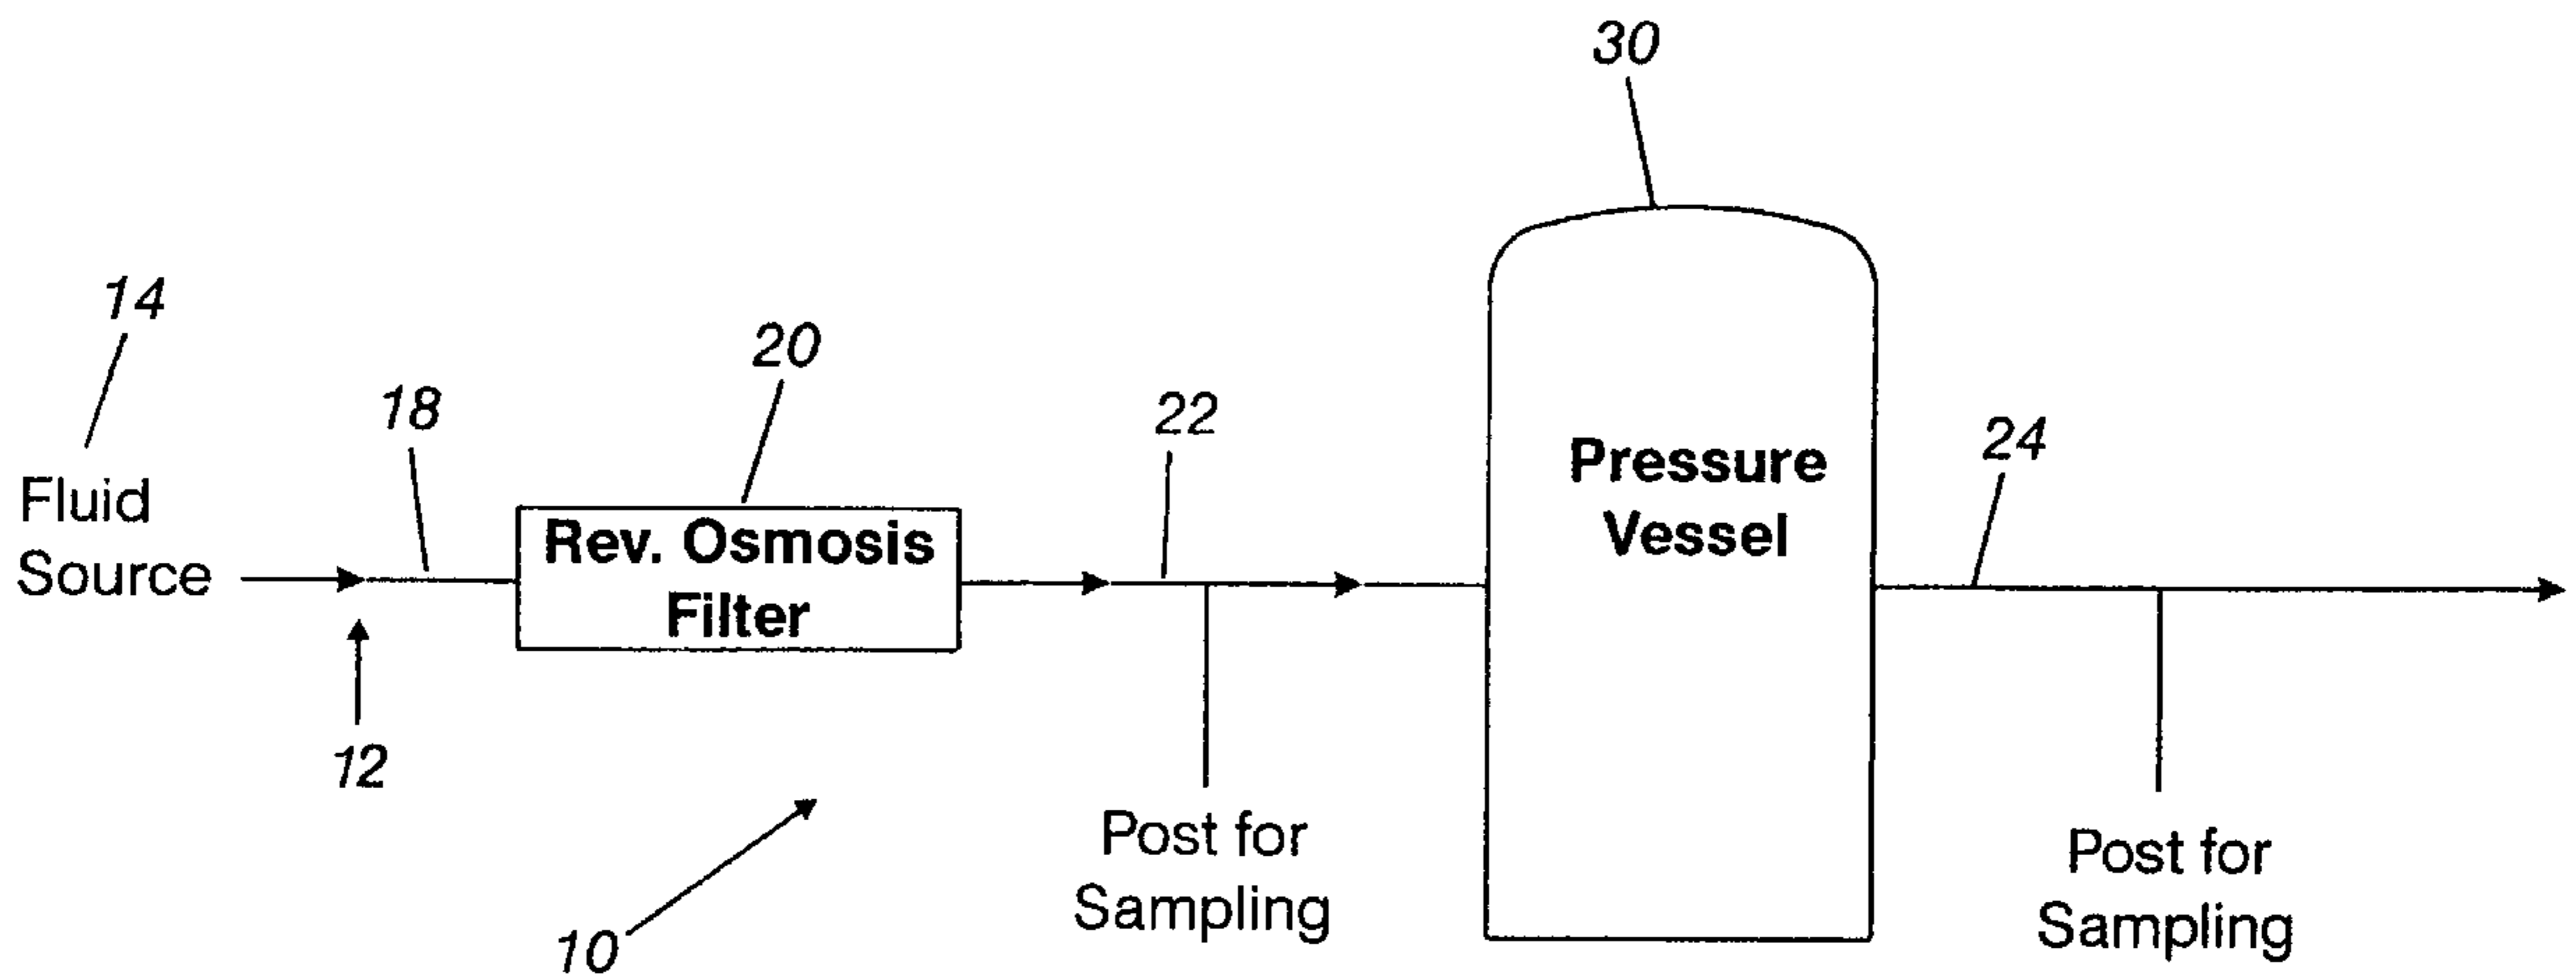 30
14
20
18
22
24
Fluid
Source
Rev. Osmosis
Filter
Pressure
Vessel
12
10
Post for
Sampling
Post for
Sampling